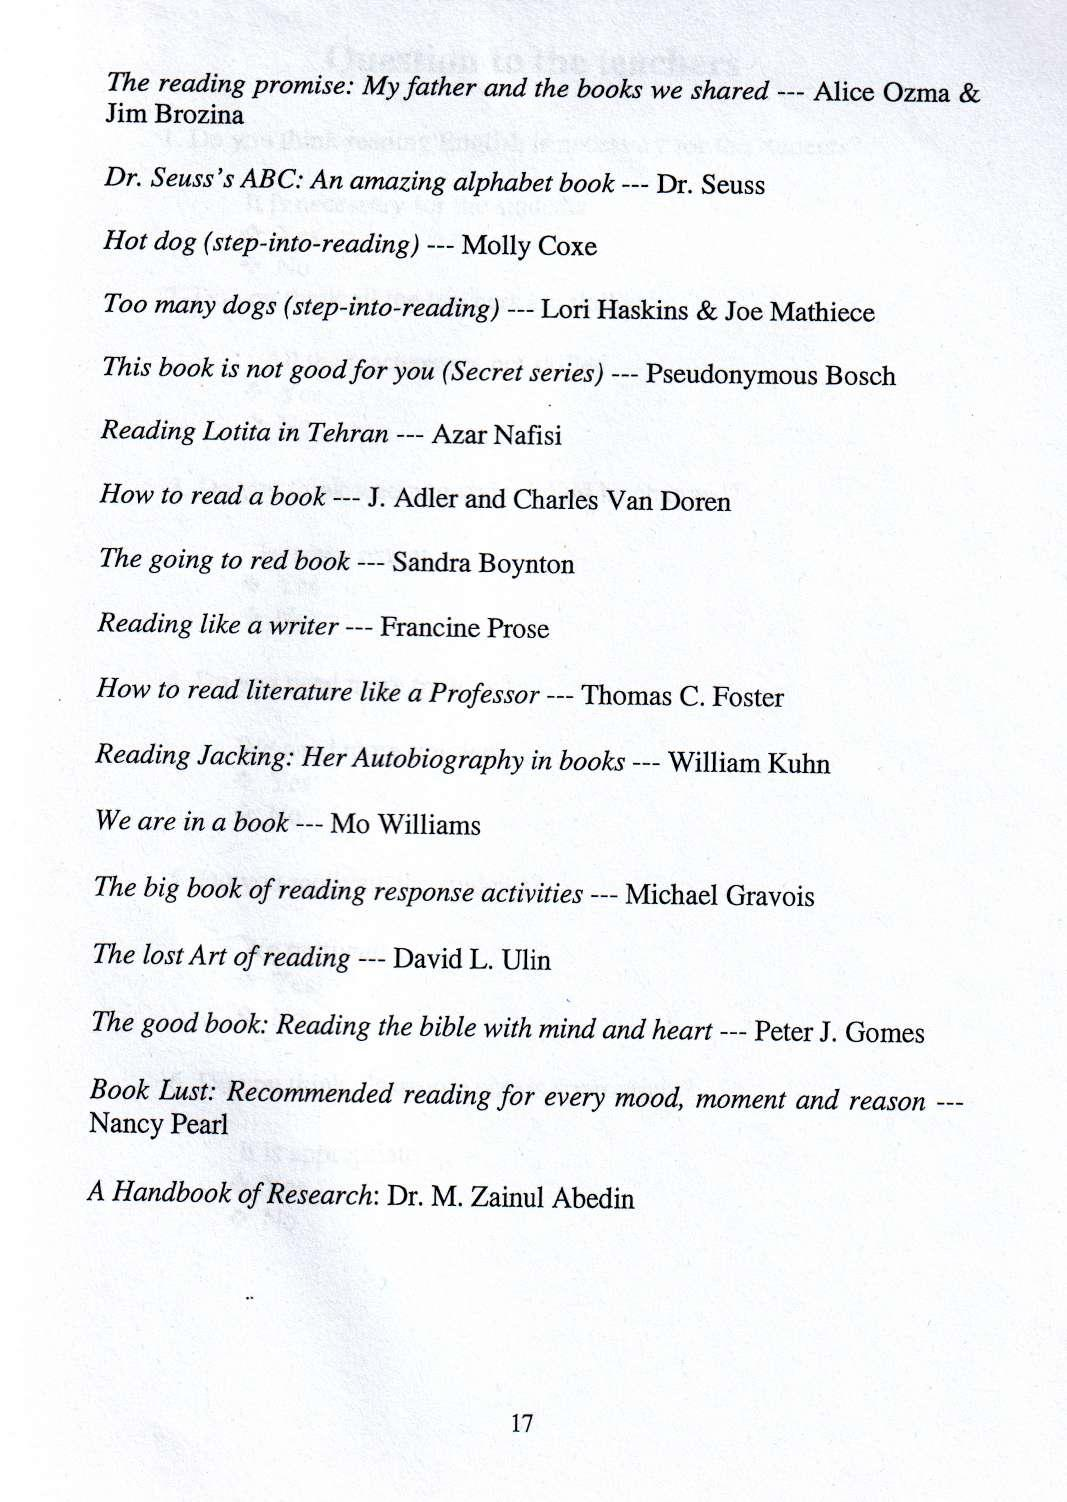 The reading promise: My father and the books we shared --- Alice Ozma &
Jim Brozina
Dr. Seuss's ABC: An amazing alphabet book --- Dr. Seuss
Hot dog (step-into-reading) --- Molly Coxe
Too many dogs (step-into-reading) --- Lori Haskins & Joe Mathiece
This book is not good for you (Secret series) --- Pseudonymous Bosch
Reading Lotita in Tehran --- Azar Nafisi
How to read a book --- J. Adler and Charles Van Doren
The going to red book --- Sandra Boynton
Reading like a writer --- Francine Prose
How to read literature like a Professor --- Thomas C. Foster
Reading Jacking: Her Autobiography in books --- William Kuhn
We are in a book --- Mo Williams
The big book of reading response activities --- Michael Gravois
The lost Art of reading --- David L. Ulin
The good book: Reading the bible with mind and heart --- Peter J. Gomes
Book Lust: Recommended reading for every mood, moment and reason ---
Nancy Pearl
A Handbook of Research: Dr. M. Zainul Abedin
17